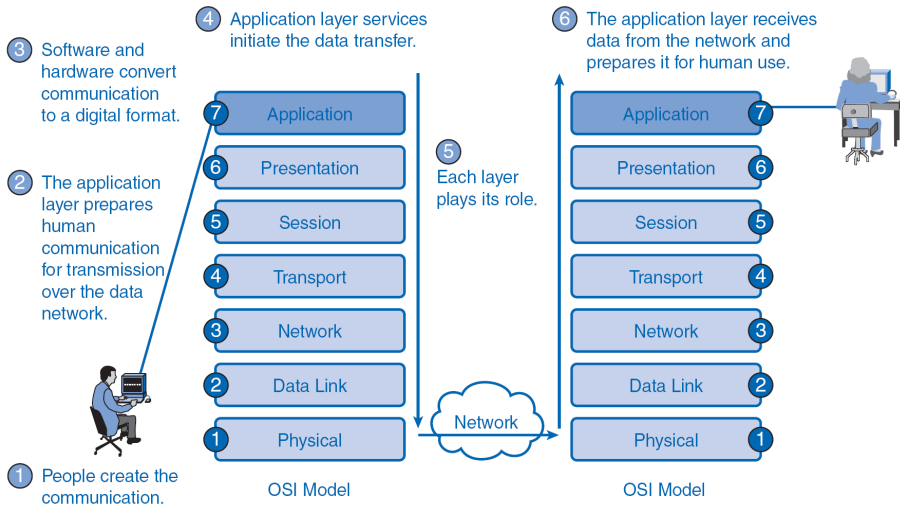 4 Application layer services
initiate the data transfer.
6 The application layer receives
data from the network and
prepares it for human use.
3 Software and
hardware convert
communication
to a digital format.
2 The application
layer prepares
human
communication
for transmission
over the data
network.
1 People create the
communication.
7 Application
6 Presentation
5 Session
4 Transport
3 Network
2 Data Link
1 Physical
OSI Model
5
Each layer
plays its role.
Network
Application 7
Presentation 6
Session 5
Transport 4
Network 3
Data Link 2
Physical 1
OSI Model